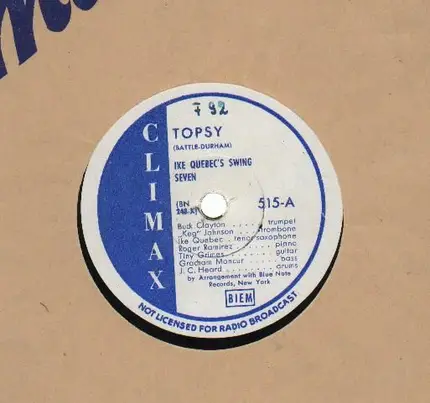 7 92
CLIMAX
TOPSY
(BATTLE-DURHAM)
IKE QUEBEC'S SWING
SEVEN
(BN
515-A
Buck Clayton . . . . . trumpet
"Keg" Johnson . . trombone
Ike Quebec . tenor saxophone
Roger Ramirez . . . . . piano
Tiny Grimes . . . . . . guitar
Graham Moncur . . . . bass
J. C. Heard . . . . . . . drums
by Arrangement with Blue Note
Records, New York
BIEM
NOT LICENSED FOR RADIO BROADCAST